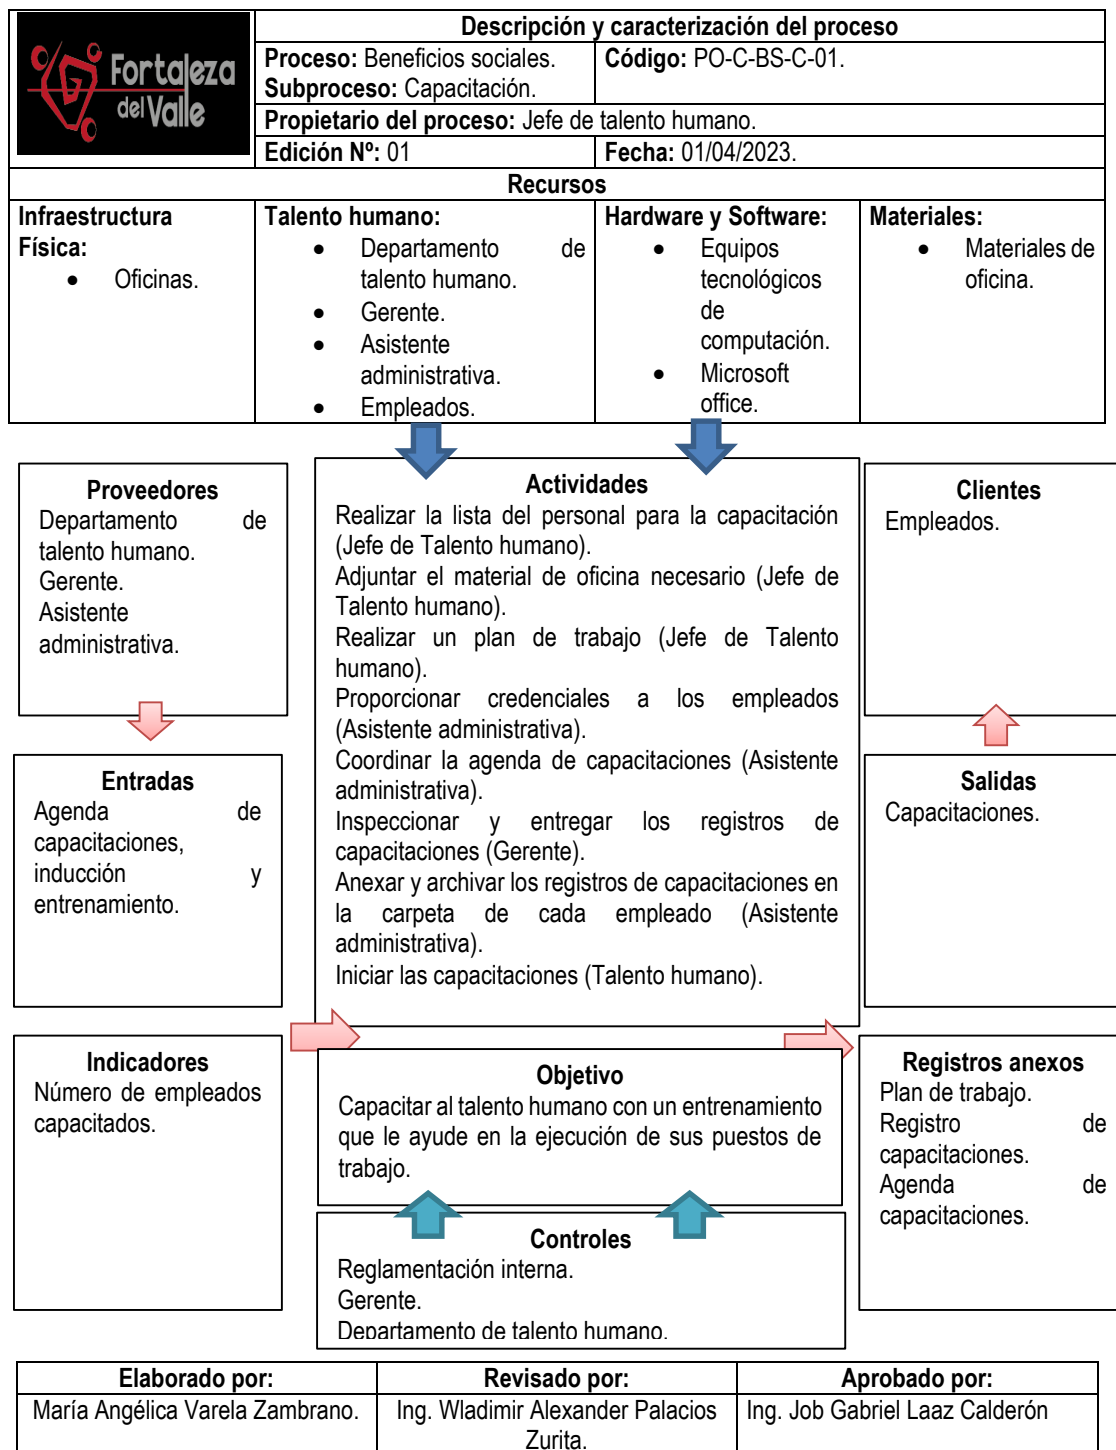 Fortaleza
del Valle
Descripción y caracterización del proceso
Proceso: Beneficios sociales.
Subproceso: Capacitación.
Código: PO-C-BS-C-01.
Propietario del proceso: Jefe de talento humano.
Edición Nº: 01
Fecha: 01/04/2023.
Recursos
Infraestructura
Física:
• Oficinas.
Talento humano:
• Departamento de
talento humano.
• Gerente.
• Asistente
administrativa.
• Empleados.
Hardware y Software:
• Equipos
tecnológicos
de
computación.
• Microsoft
office.
Materiales:
• Materiales de
oficina.
Proveedores
Departamento de
talento humano.
Gerente.
Asistente
administrativa.
Entradas
Agenda de
capacitaciones,
inducción y
entrenamiento.
Indicadores
Número de empleados
capacitados.
Actividades
Realizar la lista del personal para la capacitación
(Jefe de Talento humano).
Adjuntar el material de oficina necesario (Jefe de
Talento humano).
Realizar un plan de trabajo (Jefe de Talento
humano).
Proporcionar credenciales a los empleados
(Asistente administrativa).
Coordinar la agenda de capacitaciones (Asistente
administrativa).
Inspeccionar y entregar los registros de
capacitaciones (Gerente).
Anexar y archivar los registros de capacitaciones en
la carpeta de cada empleado (Asistente
administrativa).
Iniciar las capacitaciones (Talento humano).
Objetivo
Capacitar al talento humano con un entrenamiento
que le ayude en la ejecución de sus puestos de
trabajo.
Controles
Reglamentación interna.
Gerente.
Departamento de talento humano.
Clientes
Empleados.
Salidas
Capacitaciones.
Registros anexos
Plan de trabajo.
Registro de
capacitaciones.
Agenda de
capacitaciones.
Elaborado por:
María Angélica Varela Zambrano.
Revisado por:
Ing. Wladimir Alexander Palacios
Zurita.
Aprobado por:
Ing. Job Gabriel Laaz Calderón